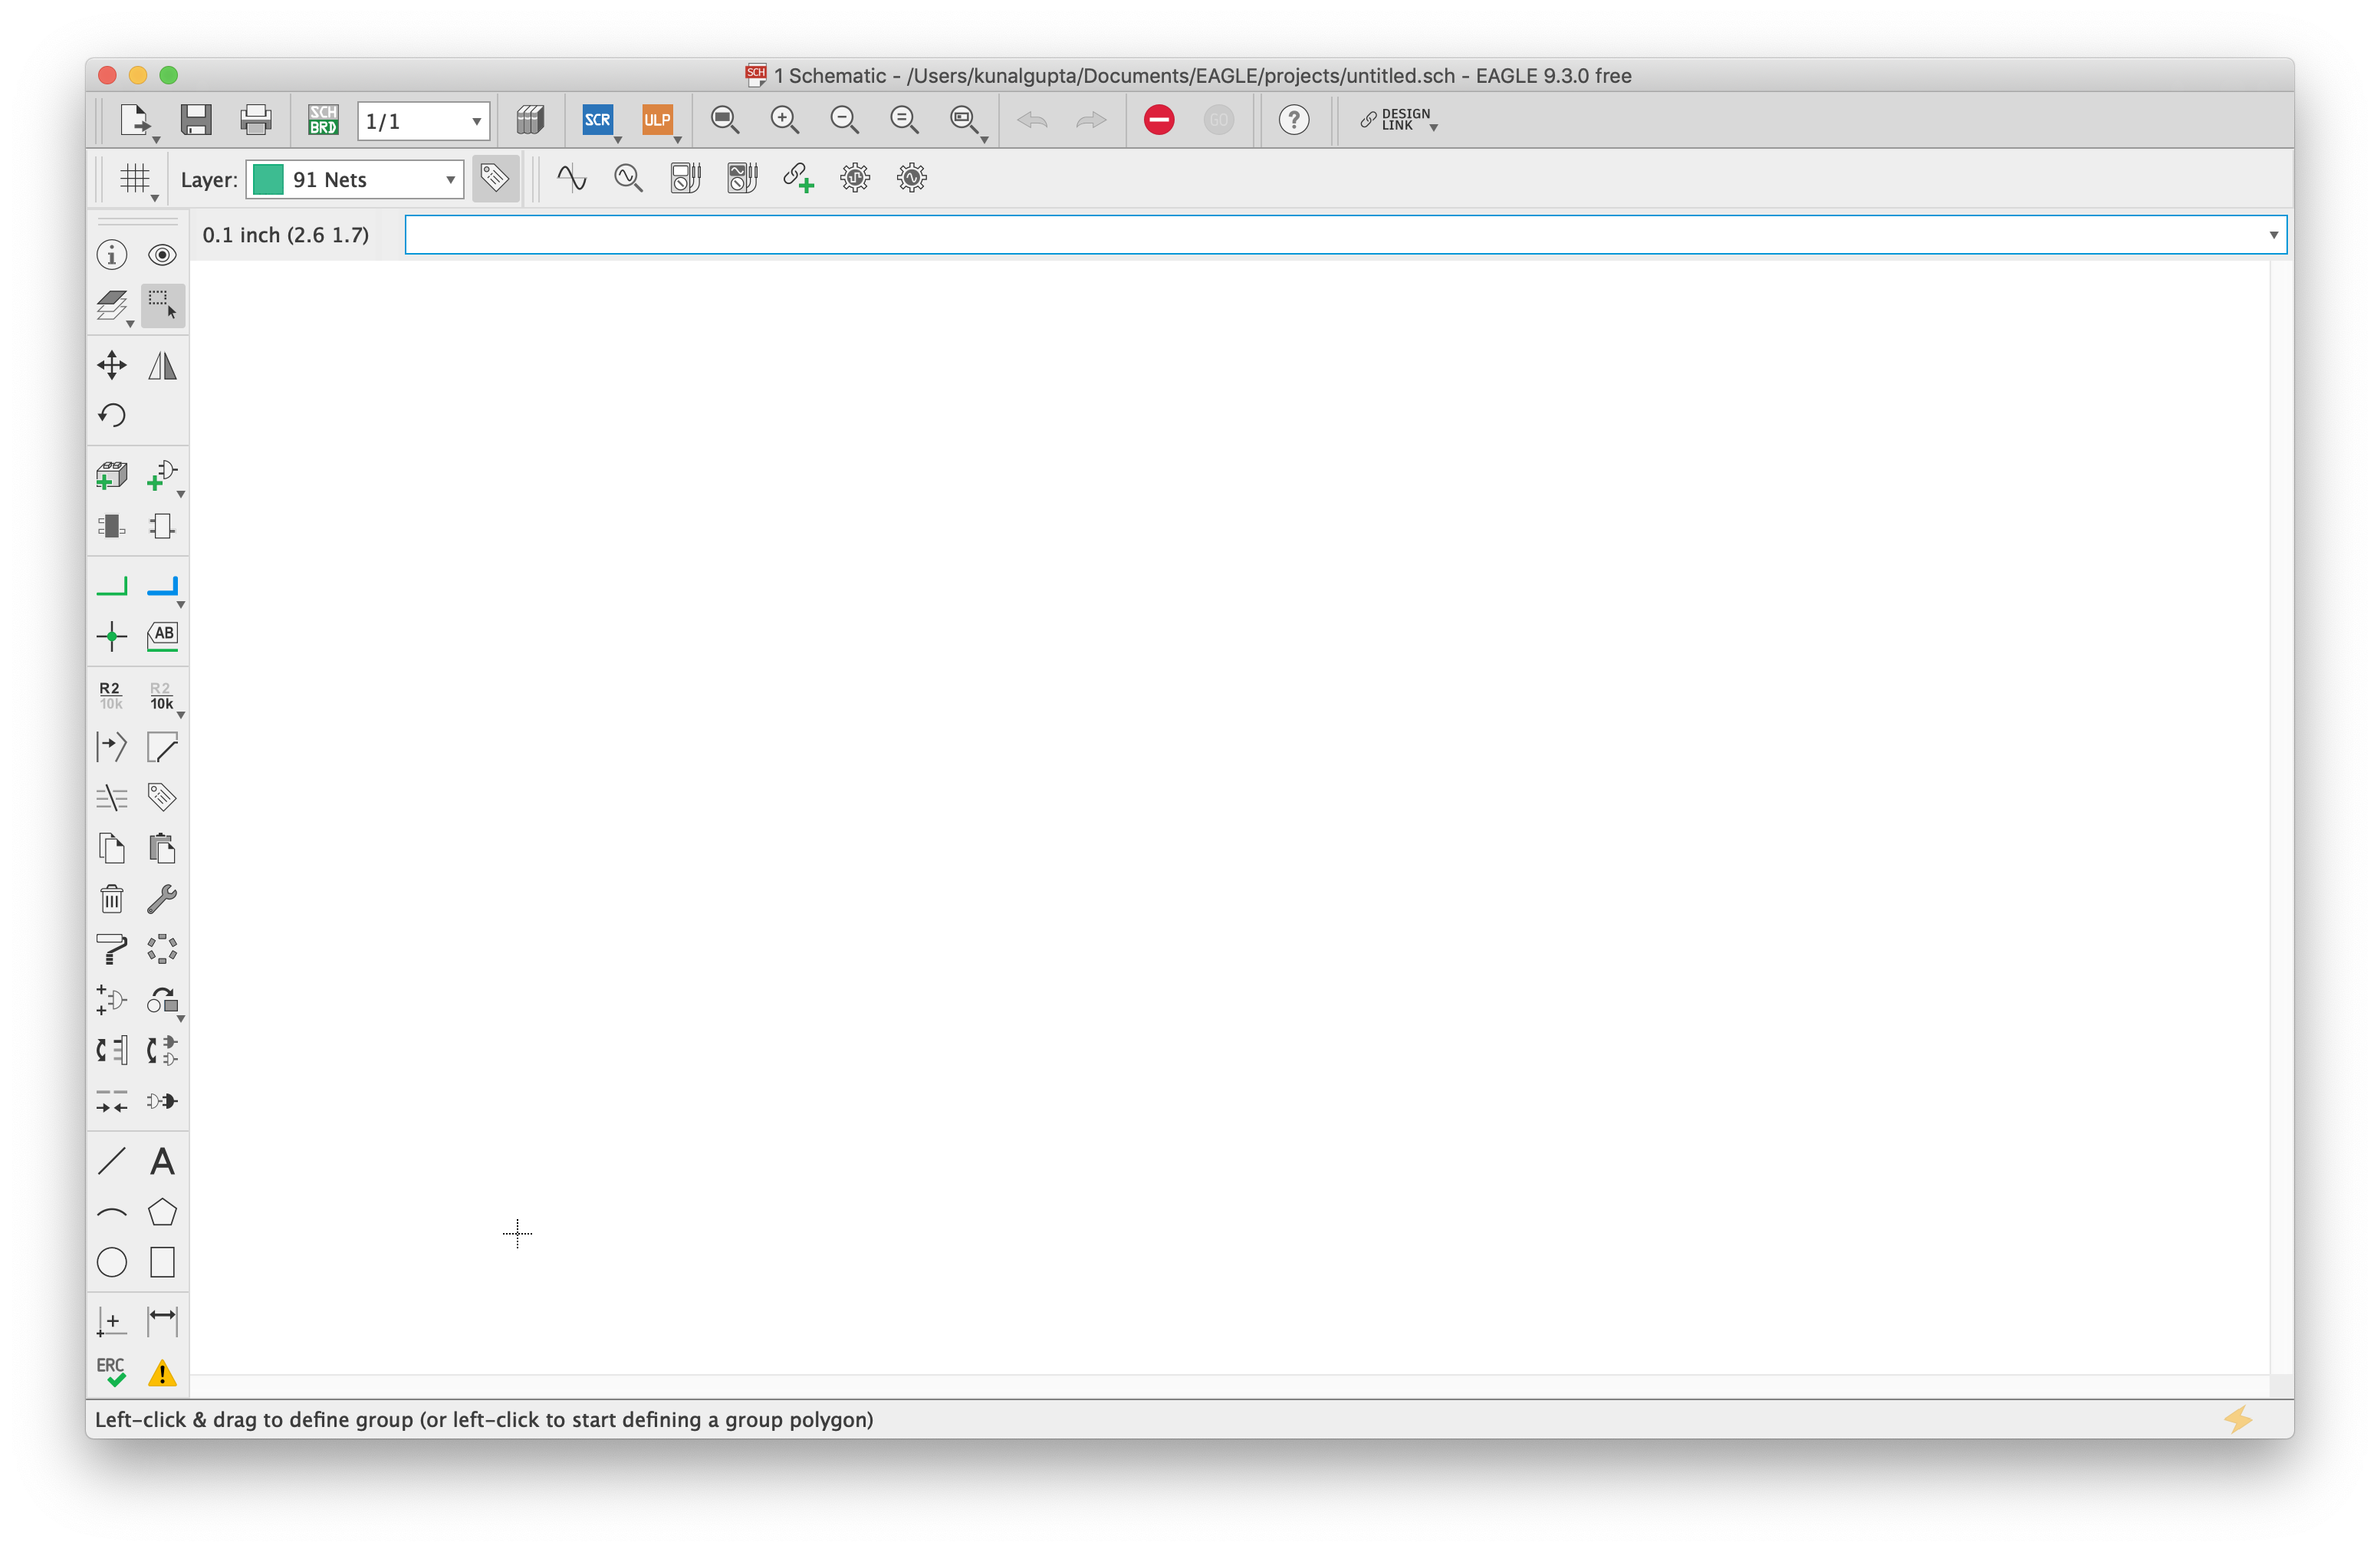 SCH 1 Schematic - /Users/kunalgupta/Documents/EAGLE/projects/untitled.sch - EAGLE 9.3.0 free
SCH
BRD
1/1
SCR
ULP
GO
?
DESIGN
LINK
Layer: 91 Nets
0.1 inch (2.6 1.7)
i
AB
R2
10k
R2
10k
A
ERC
Left-click & drag to define group (or left-click to start defining a group polygon)